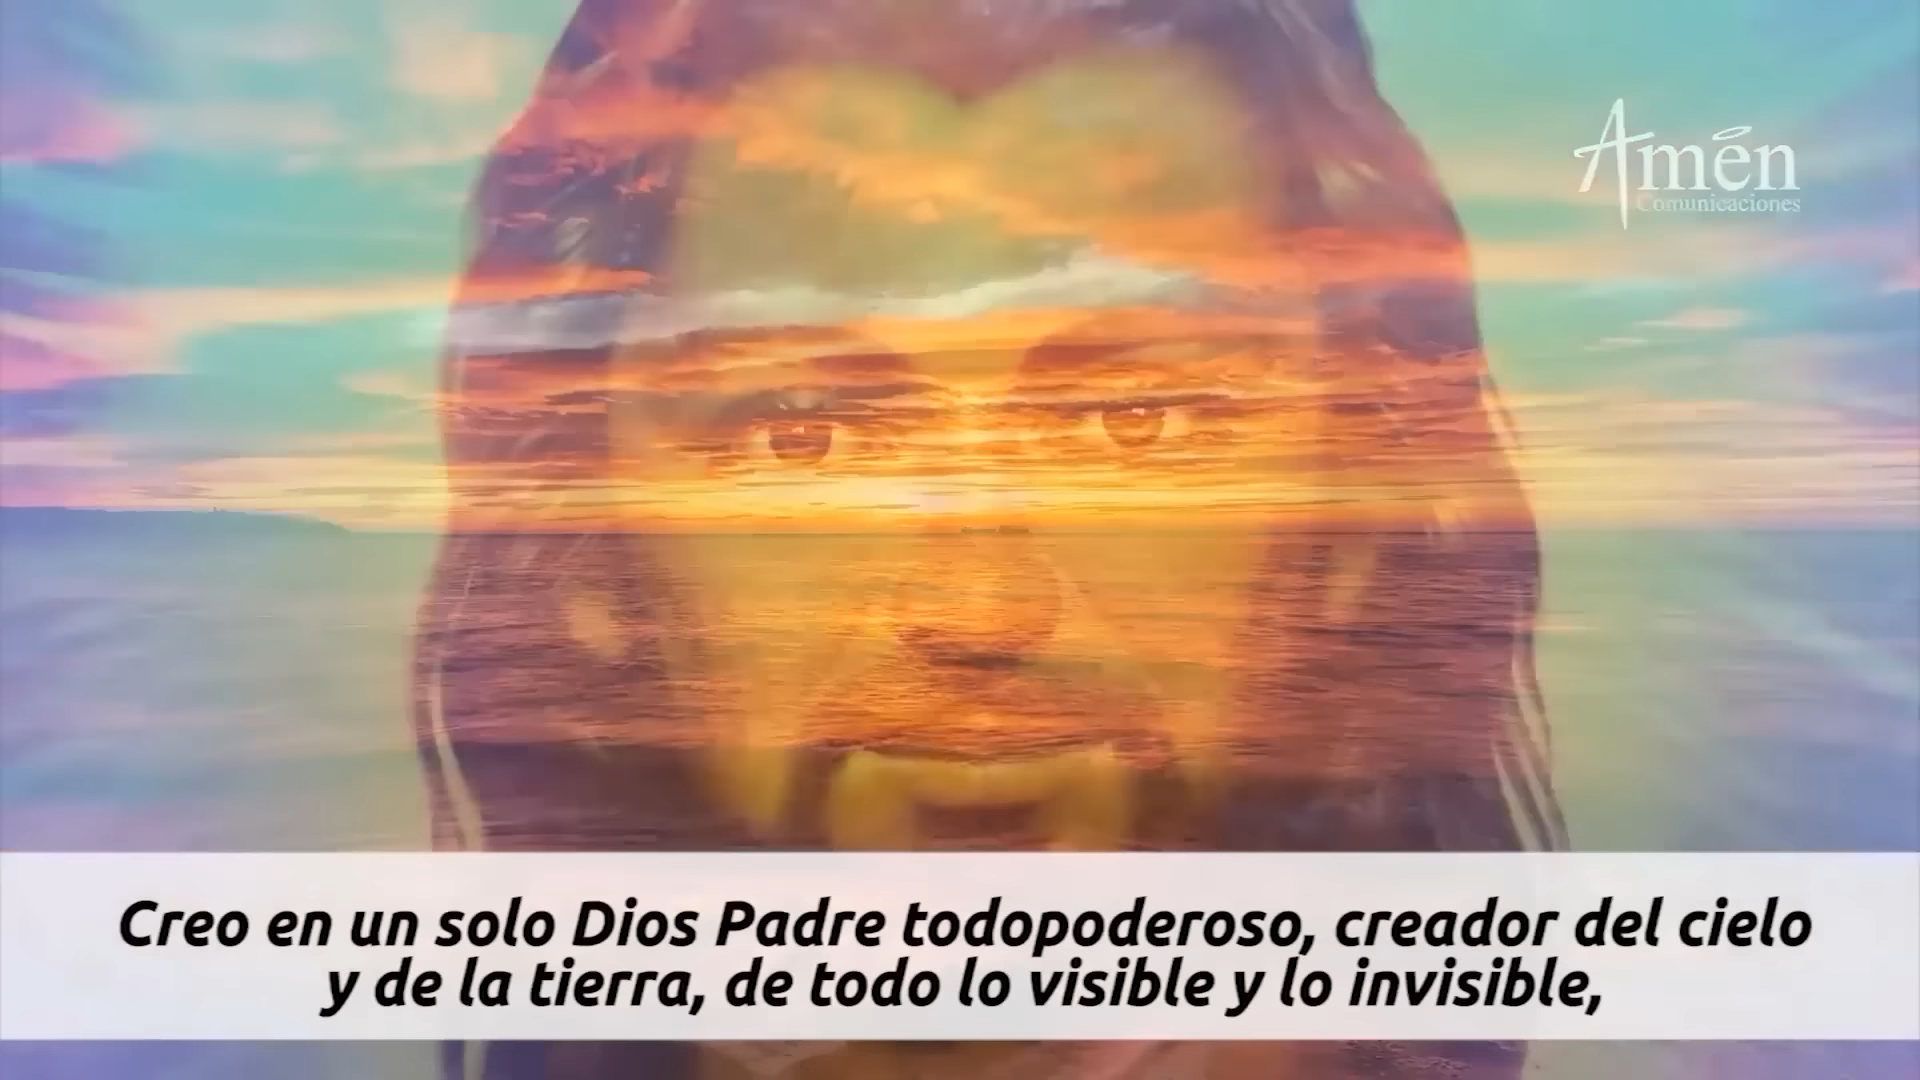 Amén
Comunicaciones
Creo en un solo Dios Padre todopoderoso, creador del cielo
y de la tierra, de todo lo visible y lo invisible,